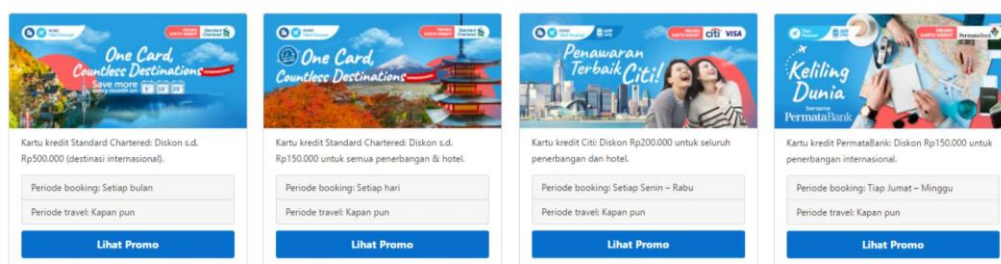 One Card,
Countless Destinations
Save more
every month on
Kartu kredit Standard Chartered: Diskon s.d.
Rp500.000 (destinasi internasional).
Periode booking: Setiap bulan
Periode travel: Kapan pun
Lihat Promo
One Card,
Countless Destinations
Kartu kredit Standard Chartered: Diskon s.d.
Rp150.000 untuk semua penerbangan & hotel.
Periode booking: Setiap hari
Periode travel: Kapan pun
Lihat Promo
citi VISA
Penawaran
Terbaik Citi!
Kartu kredit Citi: Diskon Rp200.000 untuk seluruh
penerbangan dan hotel.
Periode booking: Setiap Senin – Rabu
Periode travel: Kapan pun
Lihat Promo
PermataBank
Keliling
Dunia
bersama
PermataBank
Kartu kredit PermataBank: Diskon Rp150.000 untuk
penerbangan internasional.
Periode booking: Tiap Jumat – Minggu
Periode travel: Kapan pun
Lihat Promo